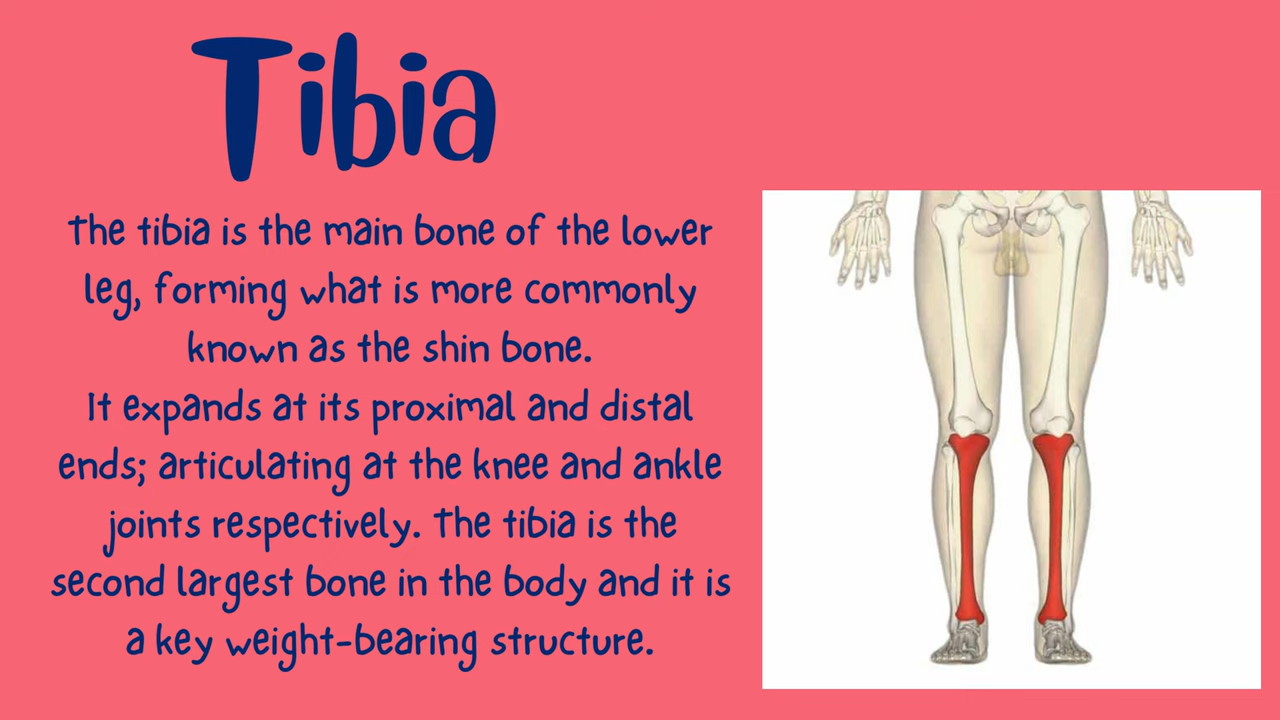 Tibia
The tibia is the main bone of the lower
leg, forming what is more commonly
known as the shin bone.
It expands at its proximal and distal
ends; articulating at the knee and ankle
joints respectively. The tibia is the
second largest bone in the body and it is
a key weight-bearing structure.